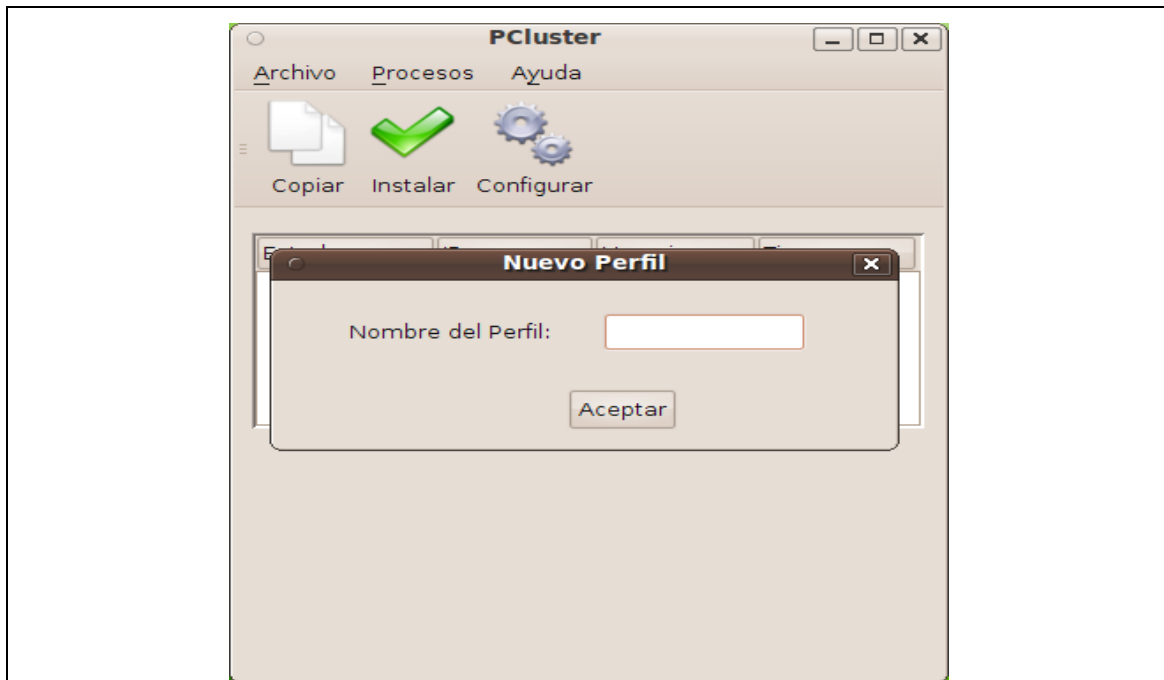 PCluster
Archivo Procesos Ayuda
Copiar Instalar Configurar
Nuevo Perfil
Nombre del Perfil:
Aceptar